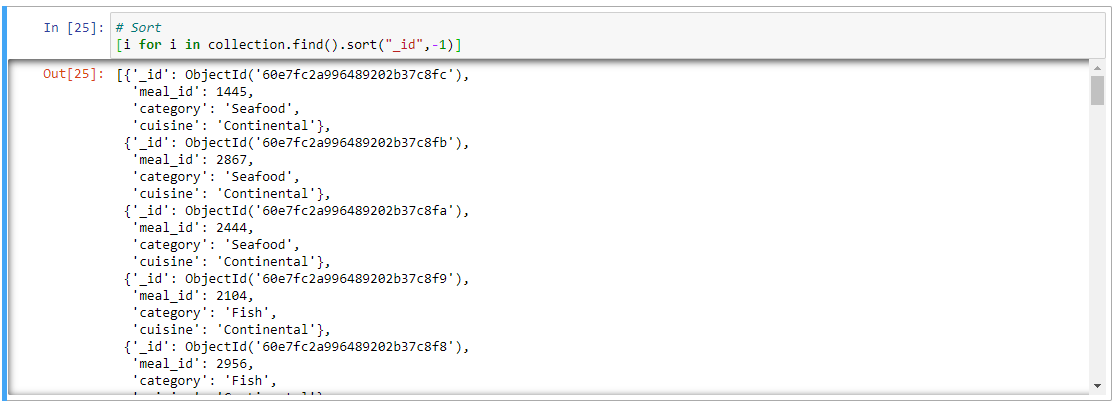 In [25]: # Sort
[i for i in collection.find().sort("_id",-1)]
Out[25]: [{'_id': ObjectId('60e7fc2a996489202b37c8fc'),
'meal_id': 1445,
'category': 'Seafood',
'cuisine': 'Continental'},
{'_id': ObjectId('60e7fc2a996489202b37c8fb'),
'meal_id': 2867,
'category': 'Seafood',
'cuisine': 'Continental'},
{'_id': ObjectId('60e7fc2a996489202b37c8fa'),
'meal_id': 2444,
'category': 'Seafood',
'cuisine': 'Continental'},
{'_id': ObjectId('60e7fc2a996489202b37c8f9'),
'meal_id': 2104,
'category': 'Fish',
'cuisine': 'Continental'},
{'_id': ObjectId('60e7fc2a996489202b37c8f8'),
'meal_id': 2956,
'category': 'Fish',